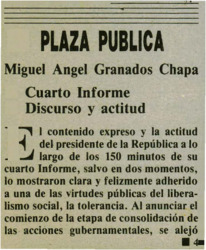 PLAZA PUBLICA
Miguel Angel Granados Chapa
Cuarto Informe
Discurso y actitud
El contenido expreso y la actitud
del presidente de la República a lo
largo de los 150 minutos de su
cuarto Informe, salvo en dos momentos,
lo mostraron clara y felizmente adherido
a una de las virtudes públicas del libera-
lismo social, la tolerancia. Al anunciar el
comienzo de la etapa de consolidación de
las acciones gubernamentales, se alejó